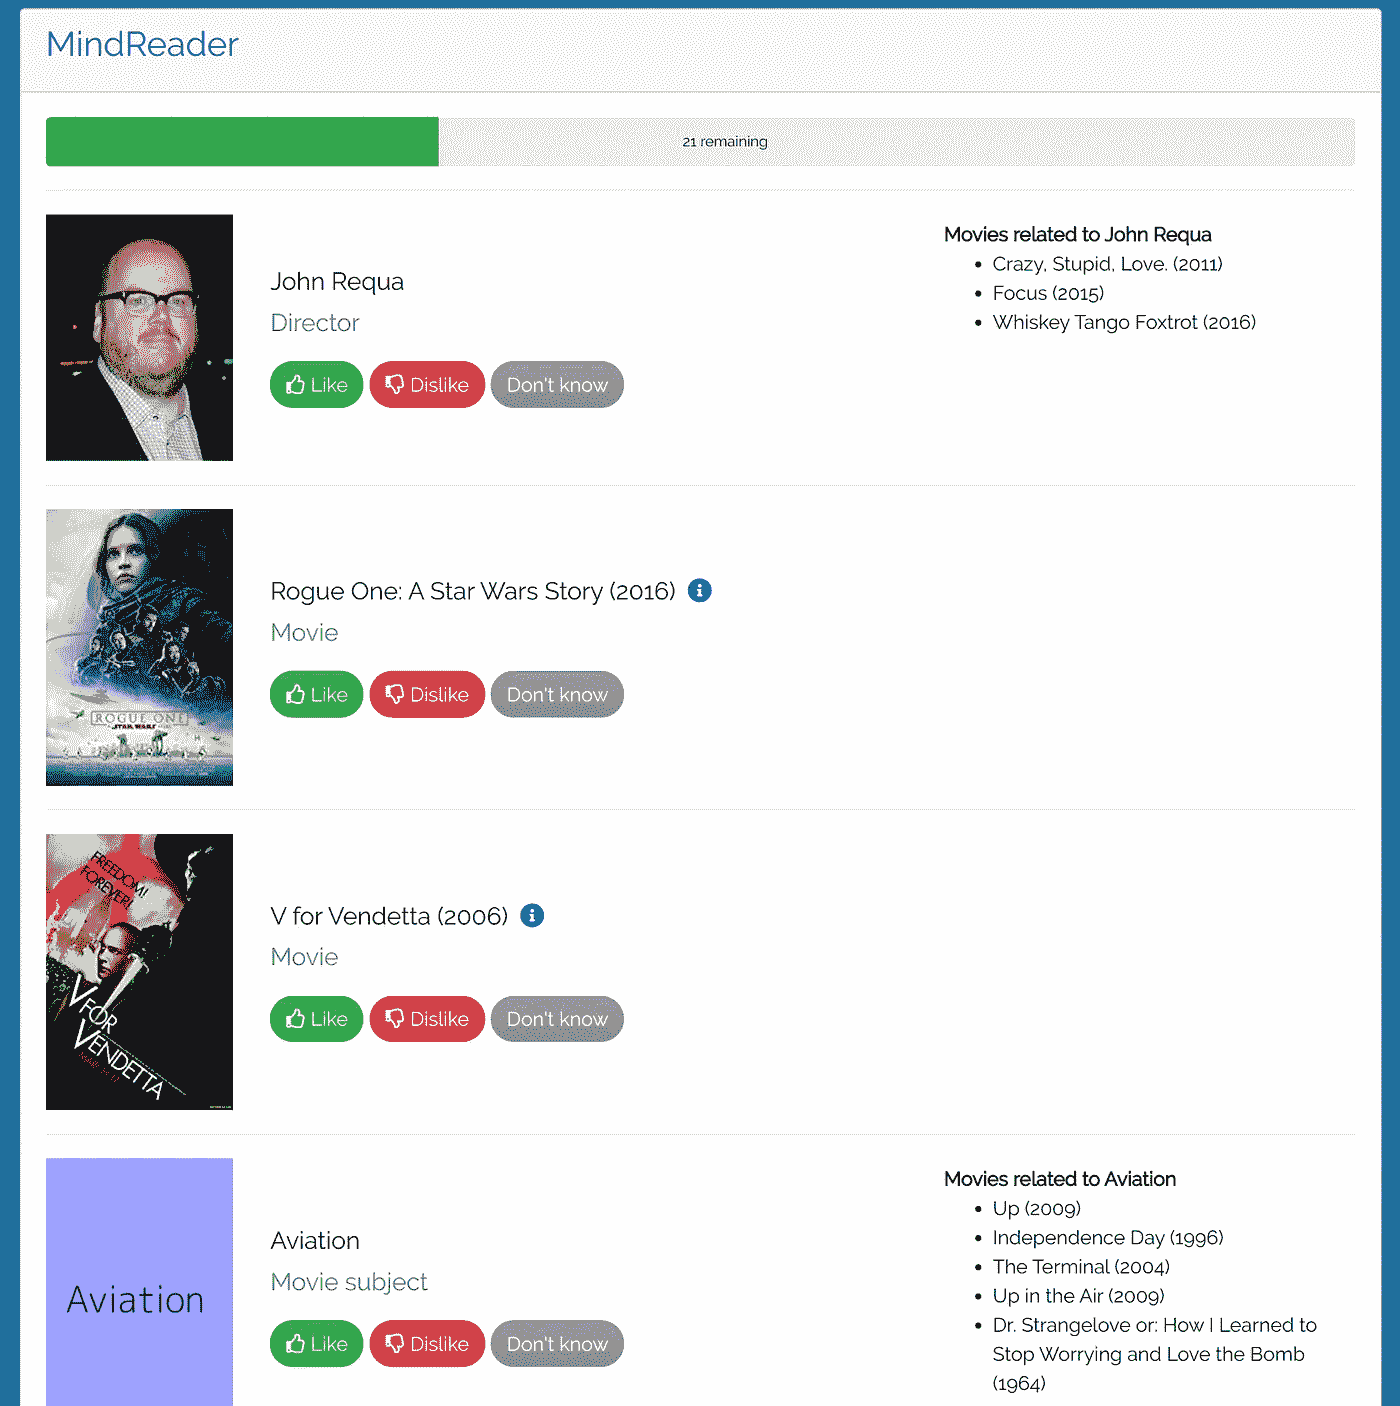 MindReader
21 remaining
John Requa
Director
Like Dislike Don't know
Movies related to John Requa
• Crazy, Stupid, Love. (2011)
• Focus (2015)
• Whiskey Tango Foxtrot (2016)
ROGUE ONE
A STAR WARS STORY
Rogue One: A Star Wars Story (2016)
Movie
Like Dislike Don't know
FREEDOM!
FOREVER!
V FOR
VENDETTA
V for Vendetta (2006)
Movie
Like Dislike Don't know
Aviation
Aviation
Movie subject
Like Dislike Don't know
Movies related to Aviation
• Up (2009)
• Independence Day (1996)
• The Terminal (2004)
• Up in the Air (2009)
• Dr. Strangelove or: How I Learned to
Stop Worrying and Love the Bomb
(1964)